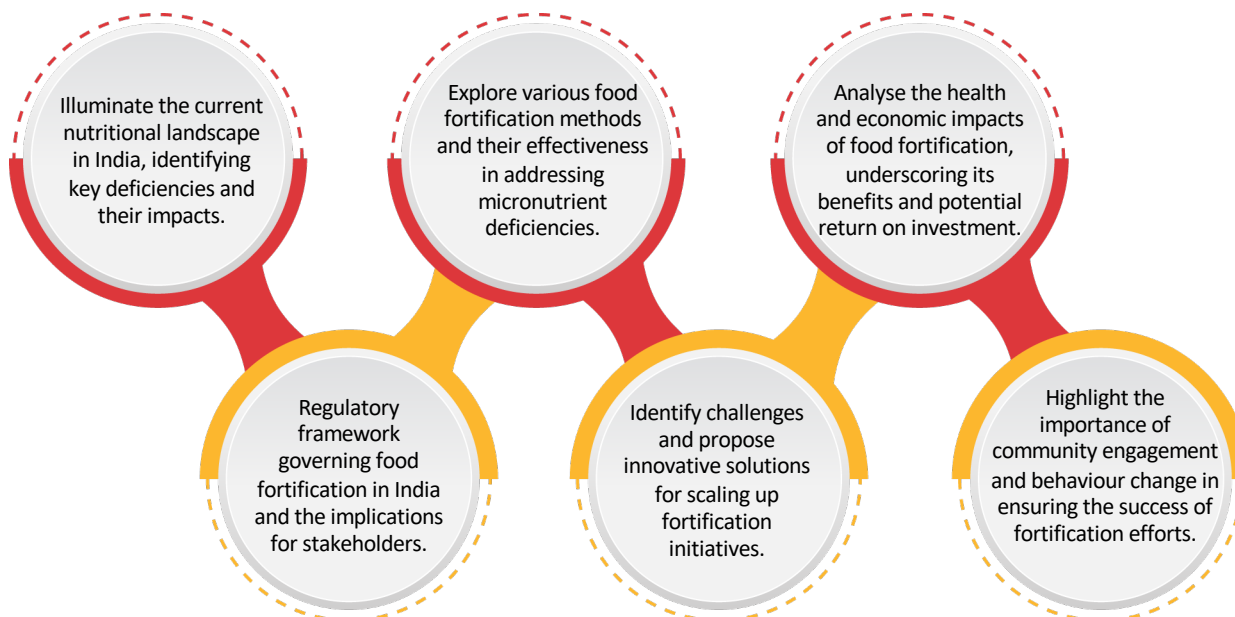 Illuminate the current
nutritional landscape
in India, identifying
key deficiencies and
their impacts.
Regulatory
framework
governing food
fortification in India
and the implications
for stakeholders.
Explore various food
fortification methods
and their effectiveness
in addressing
micronutrient
deficiencies.
Identify challenges
and propose
innovative solutions
for scaling up
fortification
initiatives.
Analyse the health
and economic impacts
of food fortification,
underscoring its
benefits and potential
return on investment.
Highlight the
importance of
community engagement
and behaviour change in
ensuring the success of
fortification efforts.